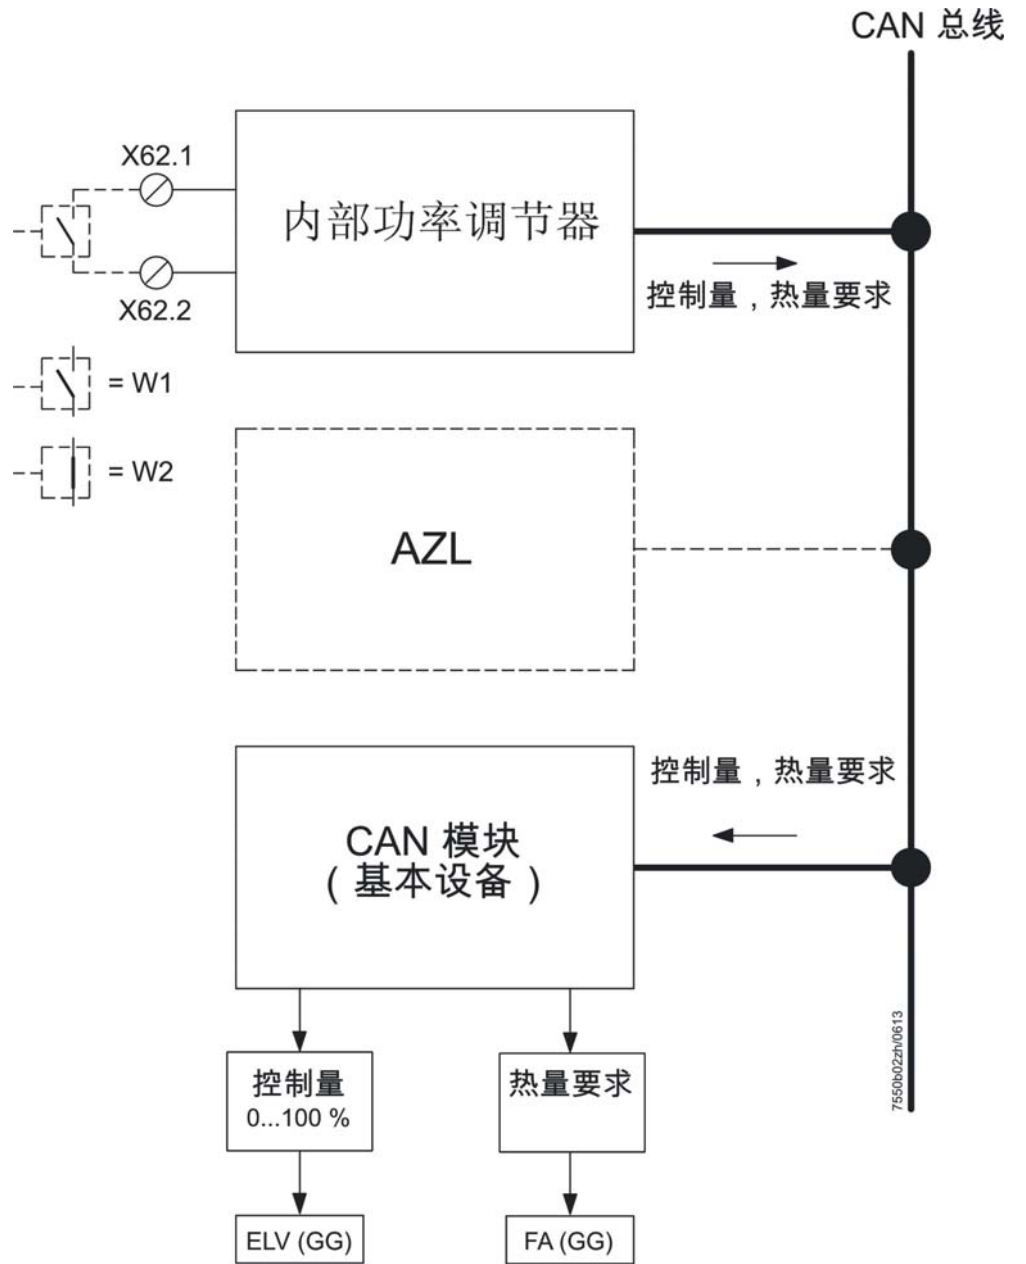 CAN 总线
X62.1
内部功率调节器
控制量，热量要求
X62.2
= W1
= W2
AZL
控制量，热量要求
CAN 模块
（基本设备）
控制量
0...100 %
热量要求
7550b02zh/0613
ELV (GG)
FA (GG)